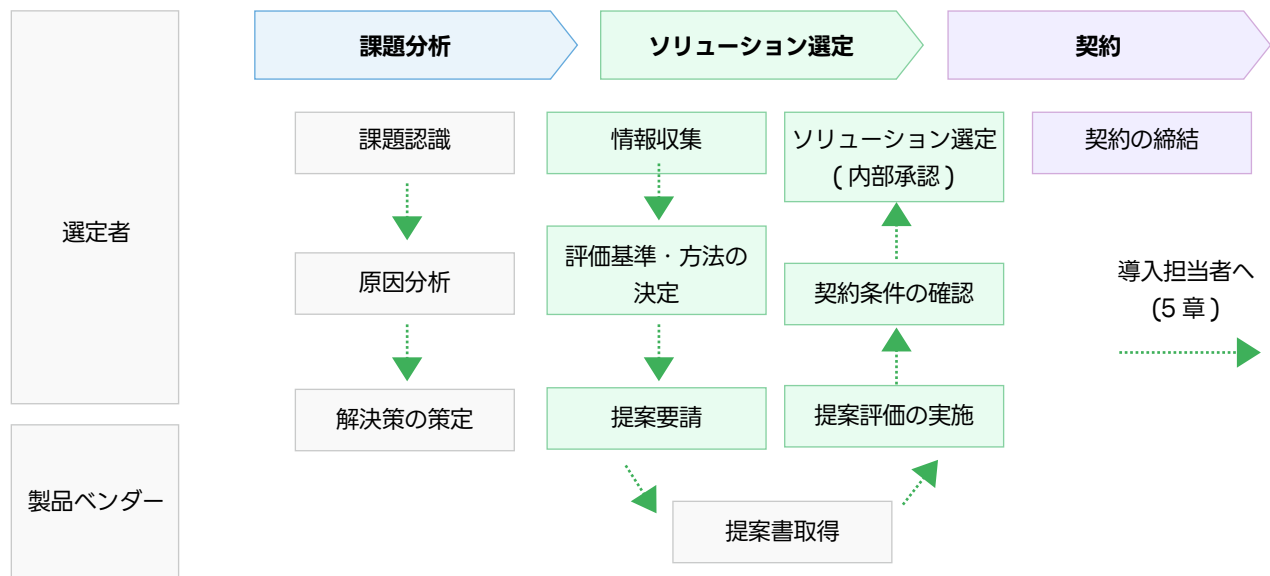 課題分析
ソリューション選定
契約
選定者
課題認識
原因分析
解決策の策定
情報収集
評価基準・方法の
決定
提案要請
ソリューション選定
( 内部承認 )
契約条件の確認
提案評価の実施
契約の締結
導入担当者へ
(5 章 )
製品ベンダー
提案書取得